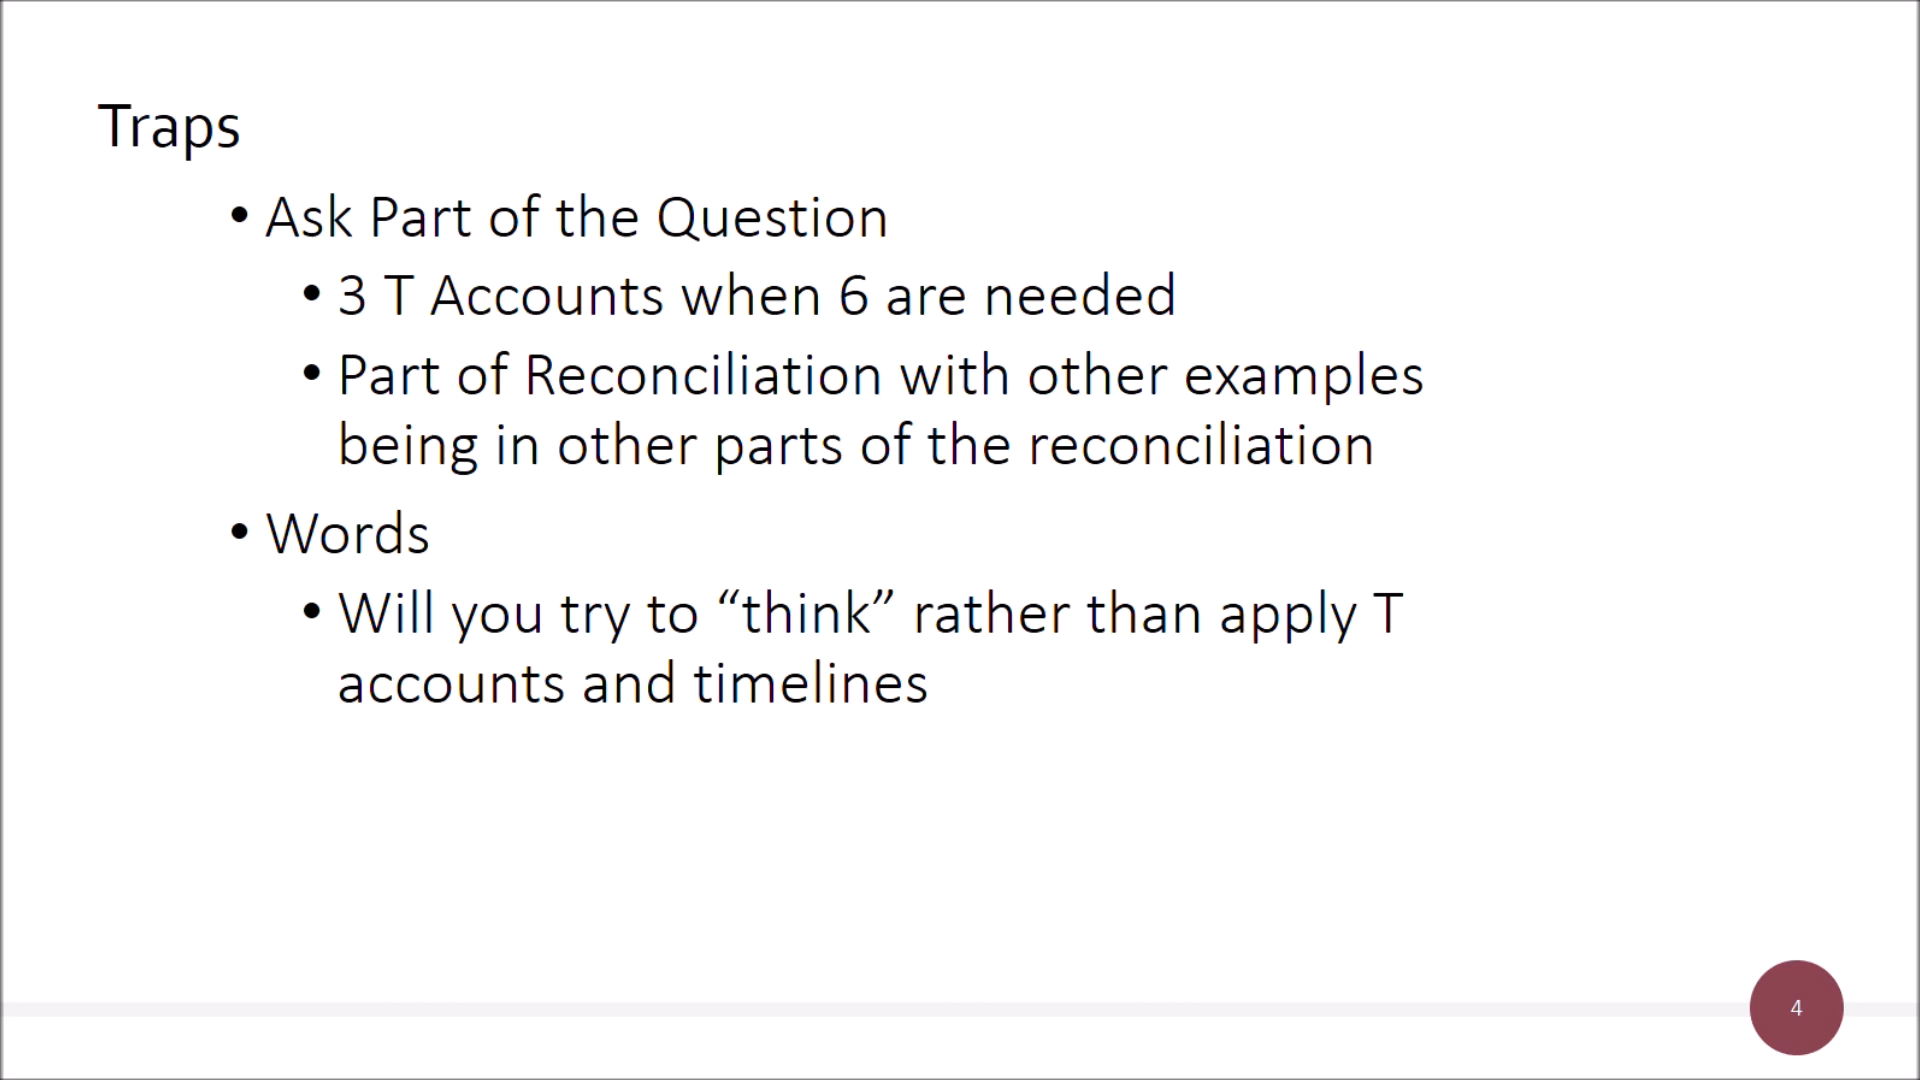 Traps
• Ask Part of the Question
• 3 T Accounts when 6 are needed
• Part of Reconciliation with other examples
being in other parts of the reconciliation
• Words
• Will you try to “think” rather than apply T
accounts and timelines
4